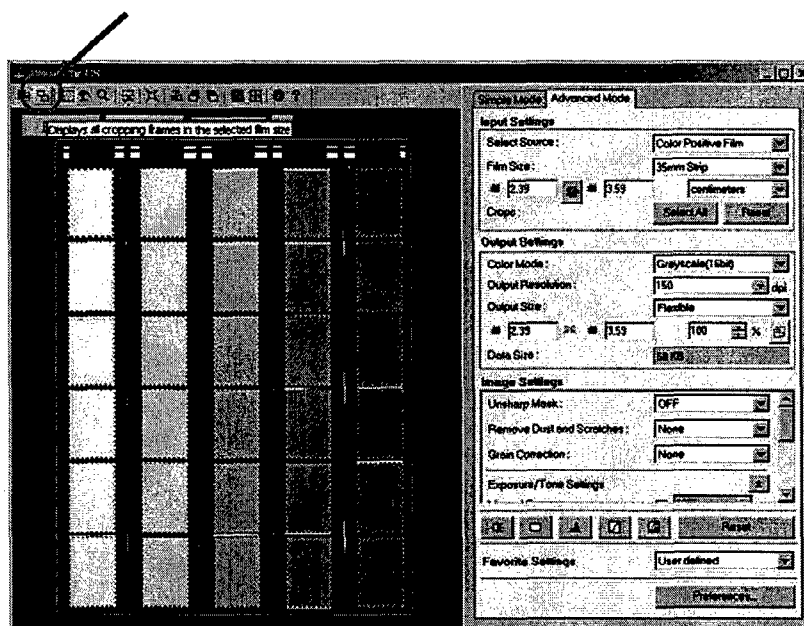 Displays all cropping frames in the selected film size
Simple Mode
Advanced Mode
Input Settings
Select Source :
Color Positive Film
Film Size :
35mm Strip
2.39
3.59
centimeters
Crops :
Select All
Reset
Output Settings
Color Mode :
Grayscale(16bit)
Output Resolution :
150
dpi
Output Size :
Flexible
2.39
3.59
100
%
Data Size :
Image Settings
Unsharp Mask :
OFF
Remove Dust and Scratches :
None
Grain Correction :
None
Exposure/Tone Settings
Reset
Favorite Settings
User defined
Preferences...